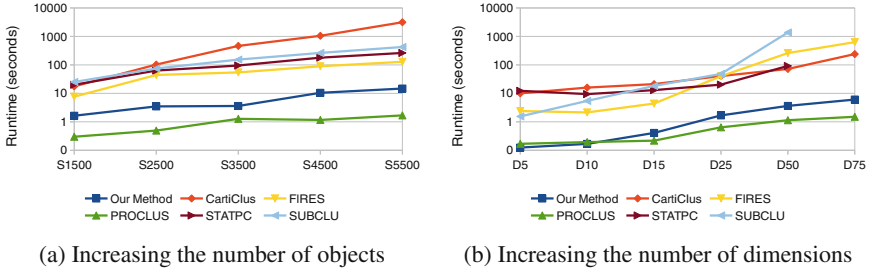 10000
1000
100
10
1
0
Runtime (seconds)
S1500 S2500 S3500 S4500 S5500
Our Method CartiClus FIRES
PROCLUS STATPC SUBCLU
(a) Increasing the number of objects
10000
1000
100
10
1
0
Runtime (seconds)
D5 D10 D15 D25 D50 D75
Our Method CartiClus FIRES
PROCLUS STATPC SUBCLU
(b) Increasing the number of dimensions